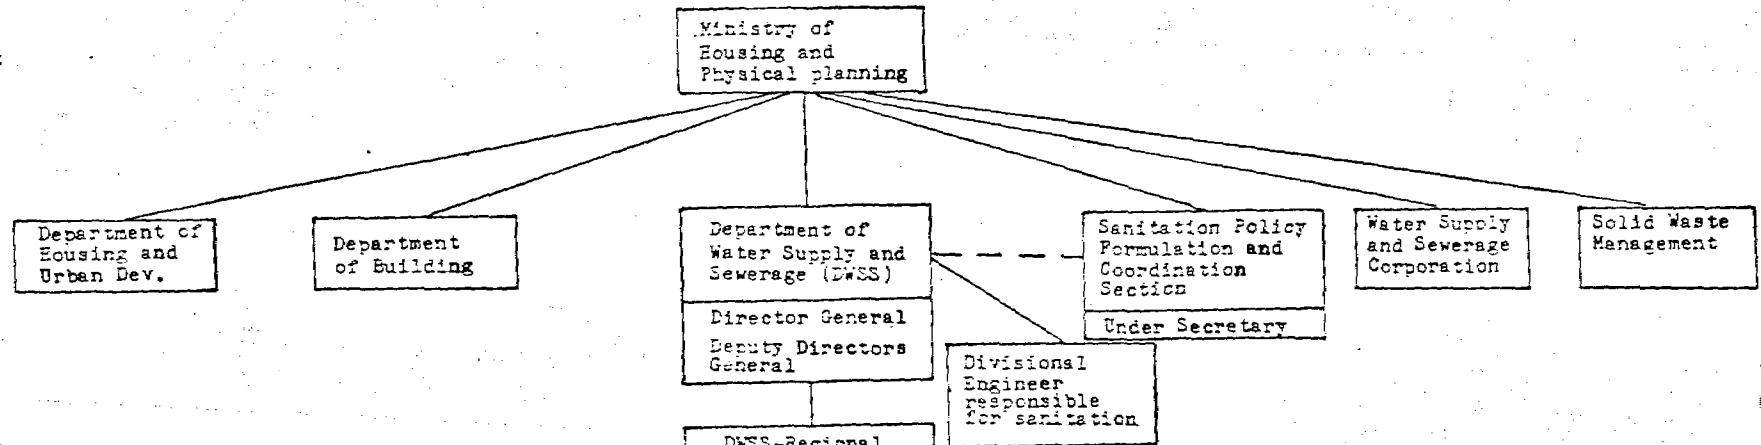 Ministry of
Housing and
Physical planning
Department of
Housing and
Urban Dev.
Department
of Building
Department of
Water Supply and
Sewerage (DWSS)
Director General
Deputy Directors
General
Sanitation Policy
Formulation and
Coordination
Section
Under Secretary
Water Supply
and Sewerage
Corporation
Solid Waste
Management
Divisional
Engineer
responsible
for sanitation
DWSS-Regional